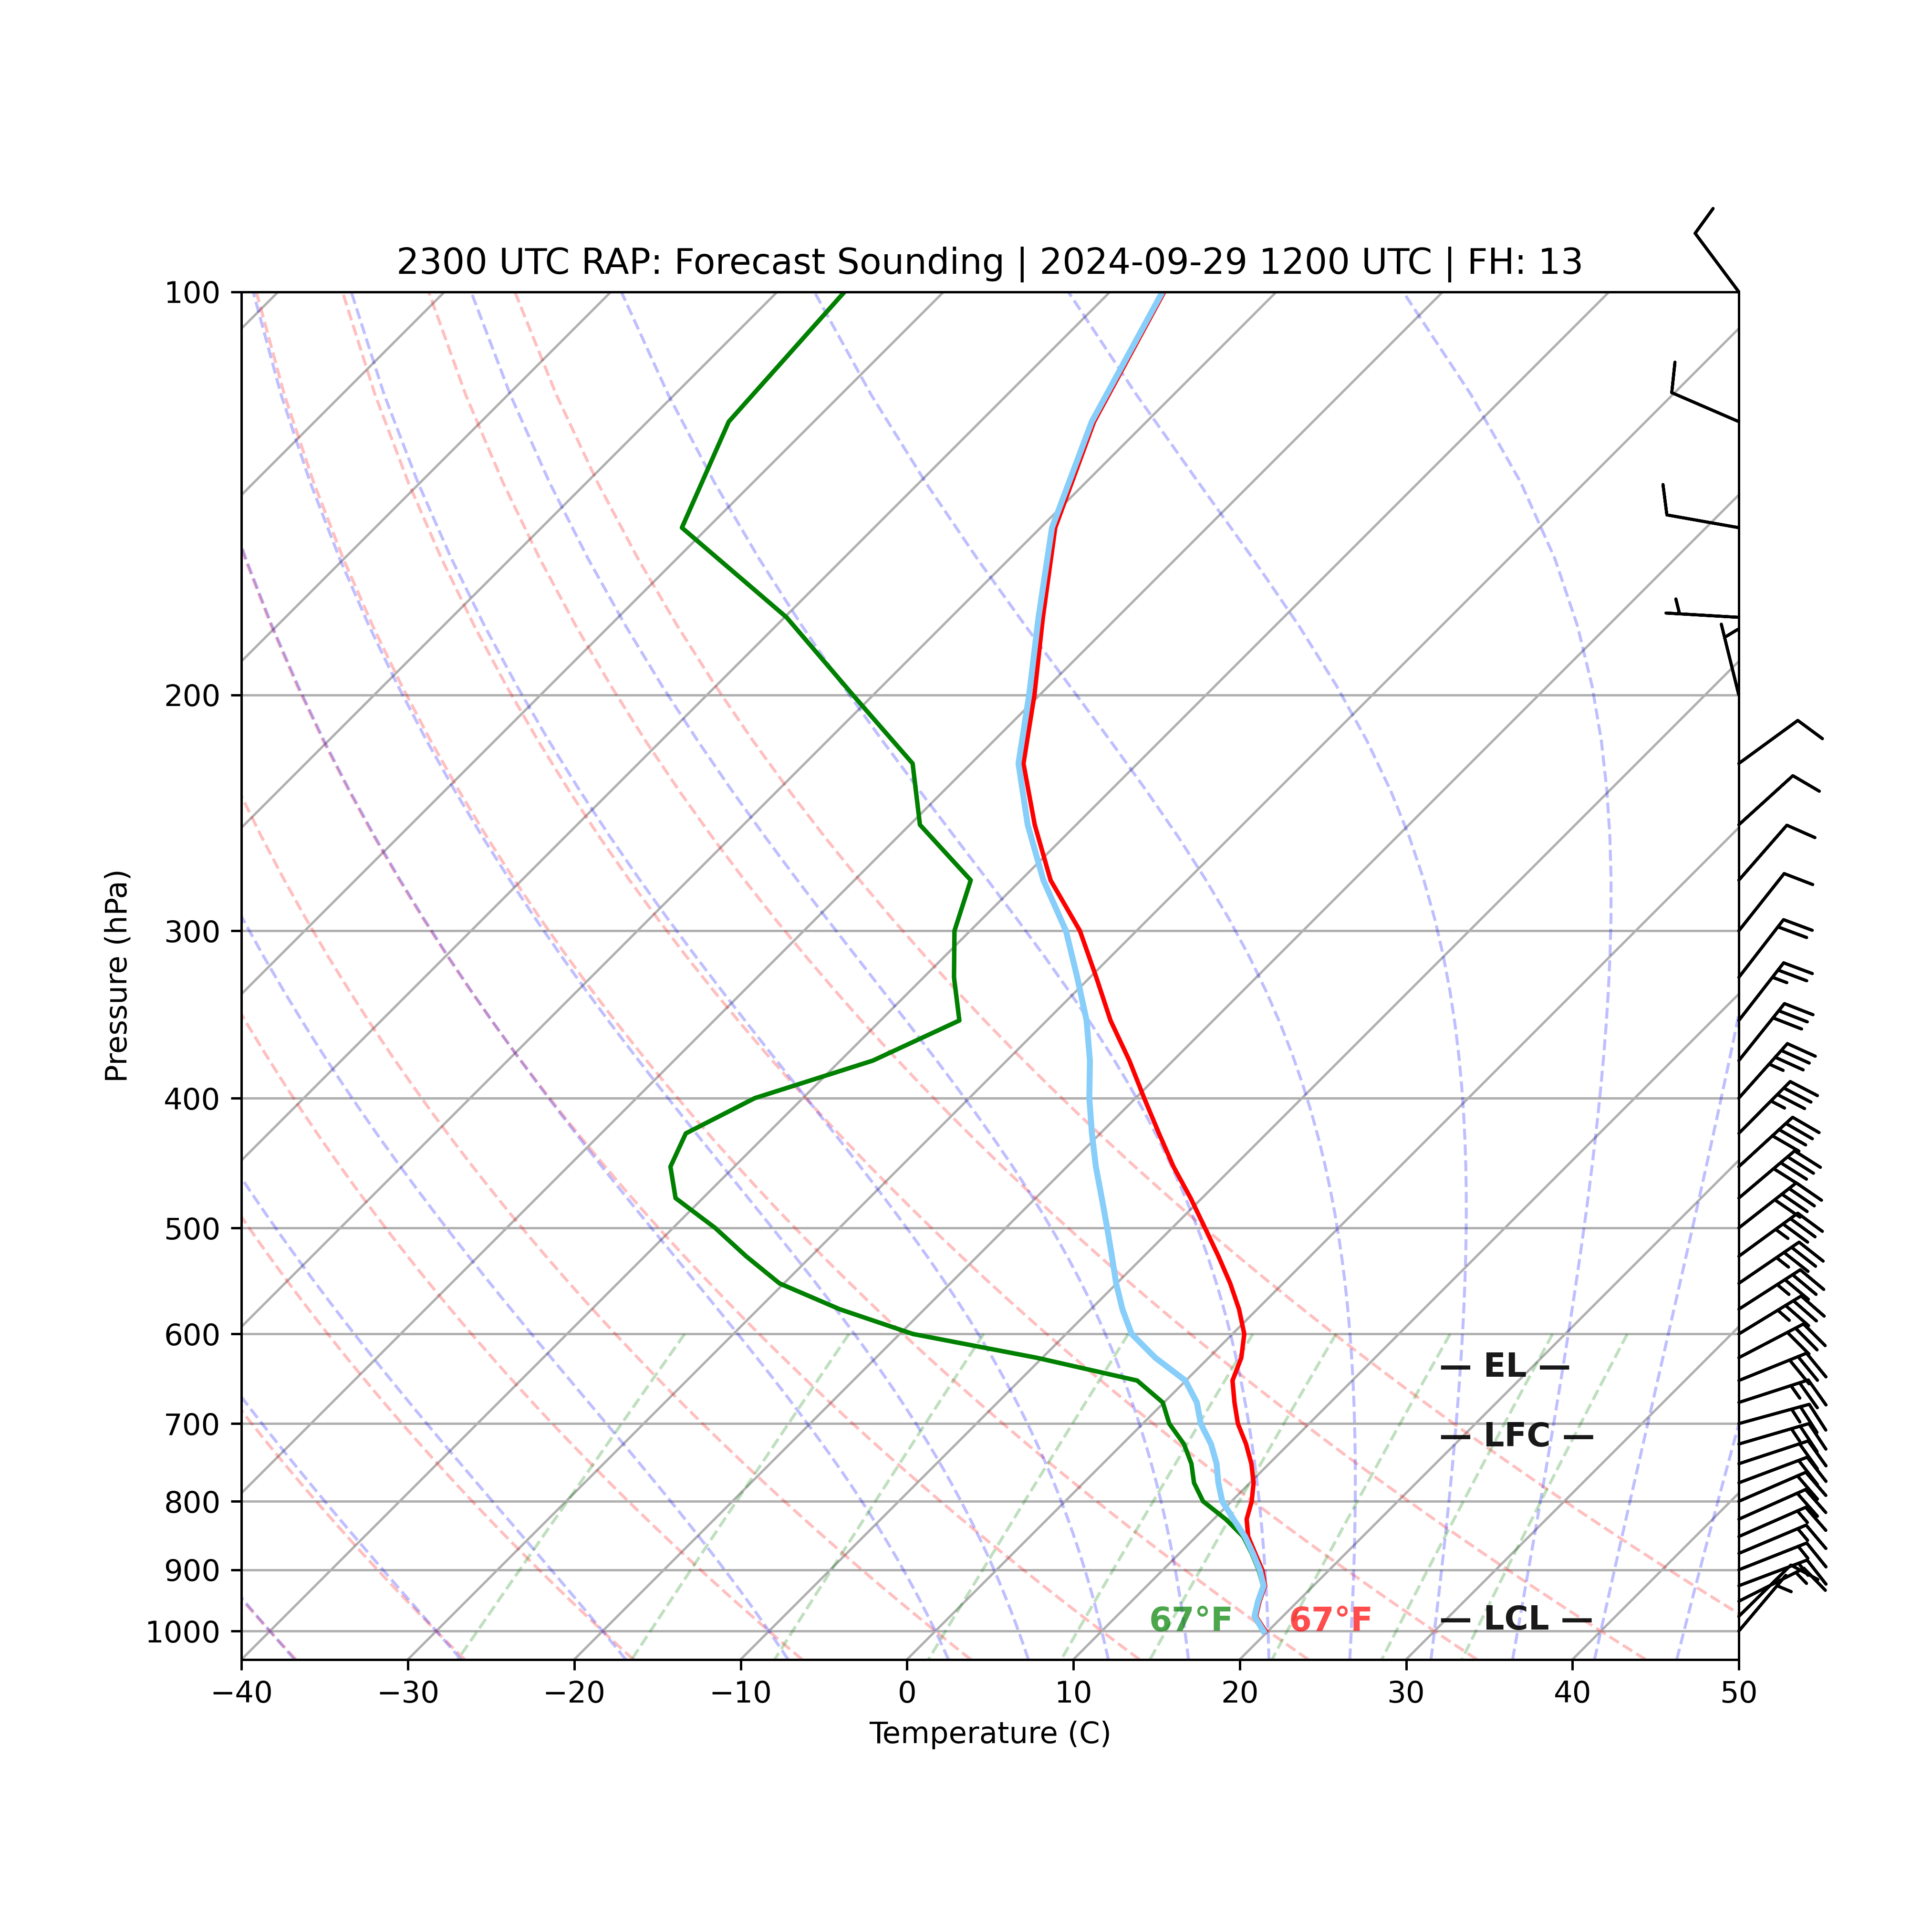 2300 UTC RAP: Forecast Sounding | 2024-09-29 1200 UTC | FH: 13
100
200
300
400
500
600
700
800
900
1000
Pressure (hPa)
— EL —
— LFC —
67°F 67°F — LCL —
−40 −30 −20 −10 0 10 20 30 40 50
Temperature (C)